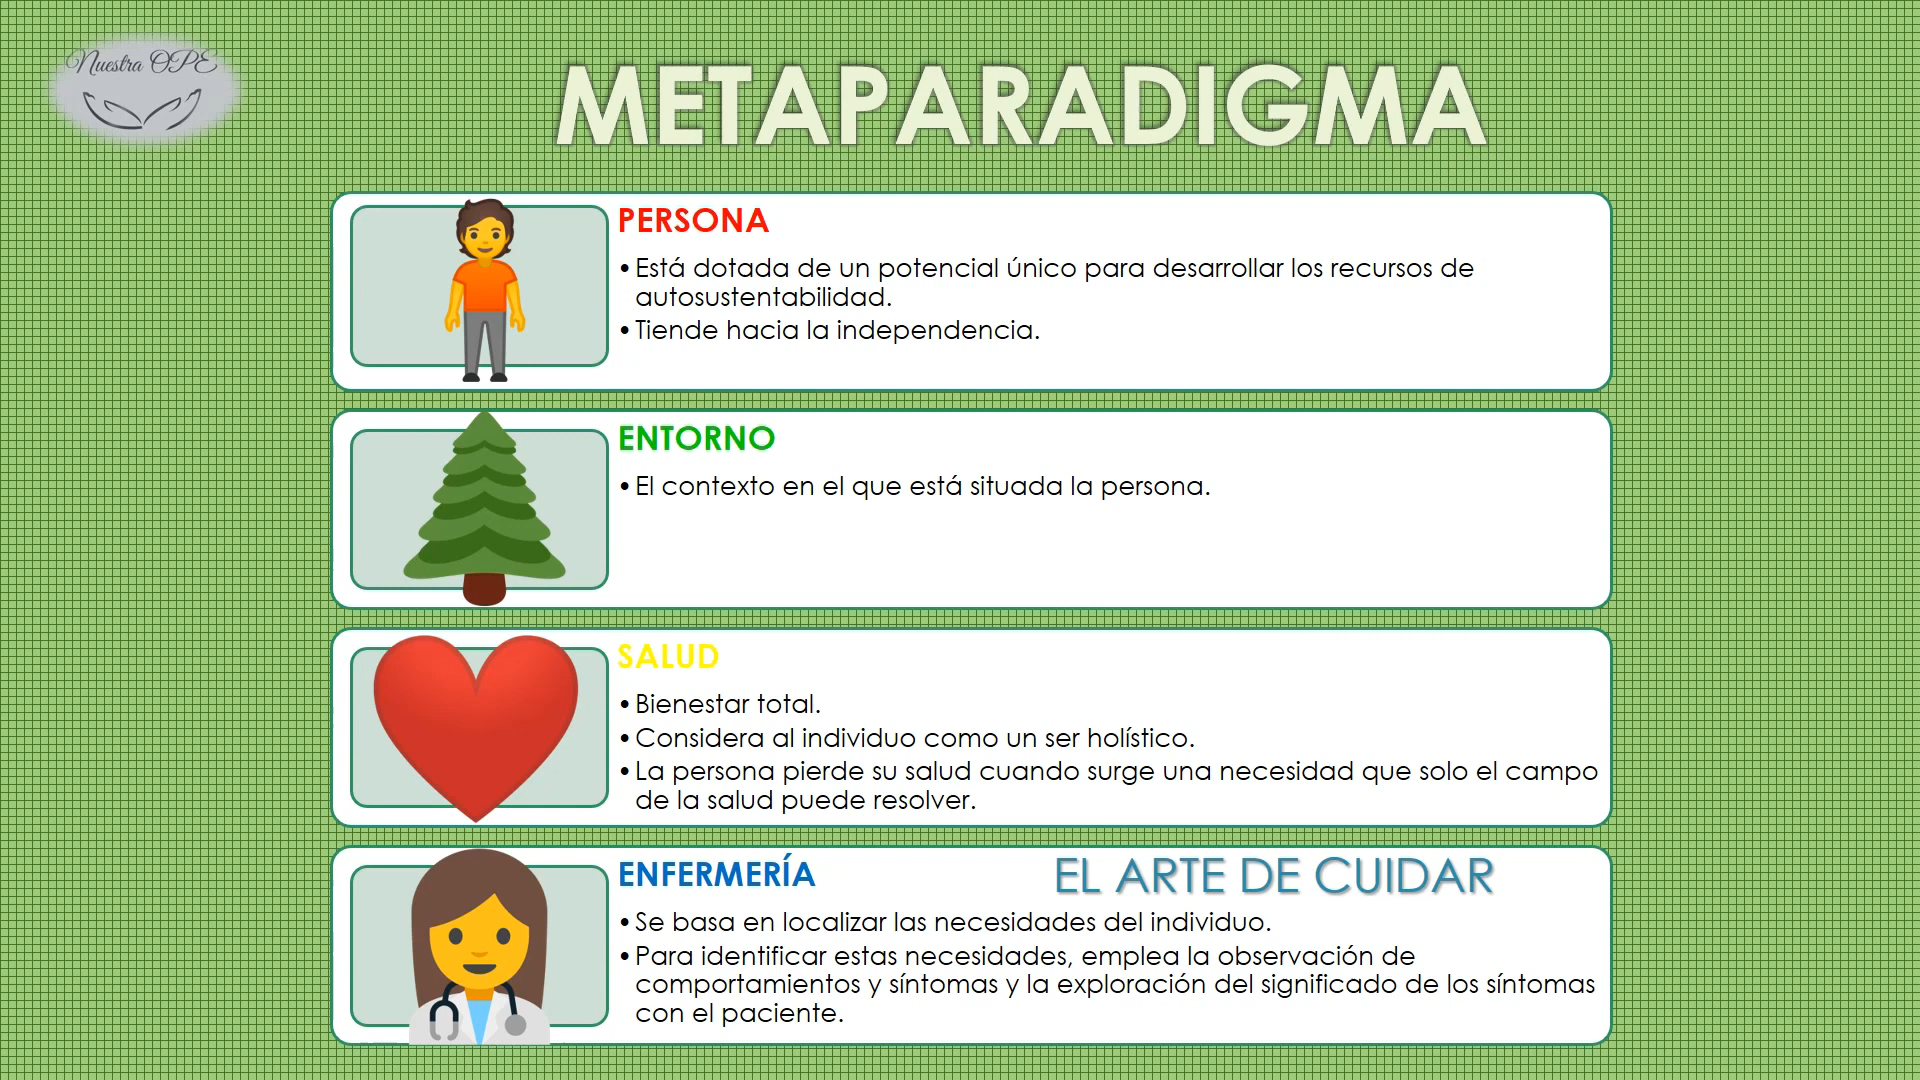 Nuestra OPE
METAPARADIGMA
PERSONA
• Está dotada de un potencial único para desarrollar los recursos de
autosustentabilidad.
• Tiende hacia la independencia.
ENTORNO
• El contexto en el que está situada la persona.
SALUD
• Bienestar total.
• Considera al individuo como un ser holístico.
• La persona pierde su salud cuando surge una necesidad que solo el campo
de la salud puede resolver.
ENFERMERÍA
EL ARTE DE CUIDAR
• Se basa en localizar las necesidades del individuo.
• Para identificar estas necesidades, emplea la observación de
comportamientos y síntomas y la exploración del significado de los síntomas
con el paciente.